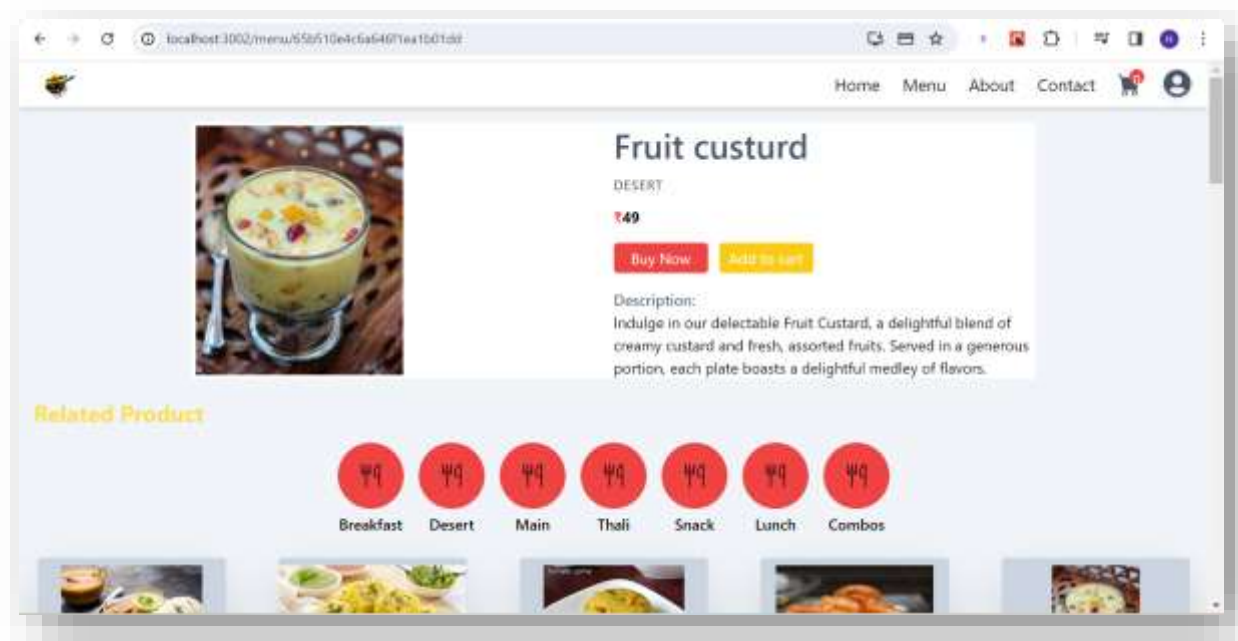 localhost:3002/menu/65b510e4c6a646f1ea1b01dd
Home Menu About Contact 0
Fruit custurd
DESERT
₹49
Buy Now Add to cart
Description:
Indulge in our delectable Fruit Custard, a delightful blend of
creamy custard and fresh, assorted fruits. Served in a generous
portion, each plate boasts a delightful medley of flavors.
Related Product
Breakfast Desert Main Thali Snack Lunch Combos